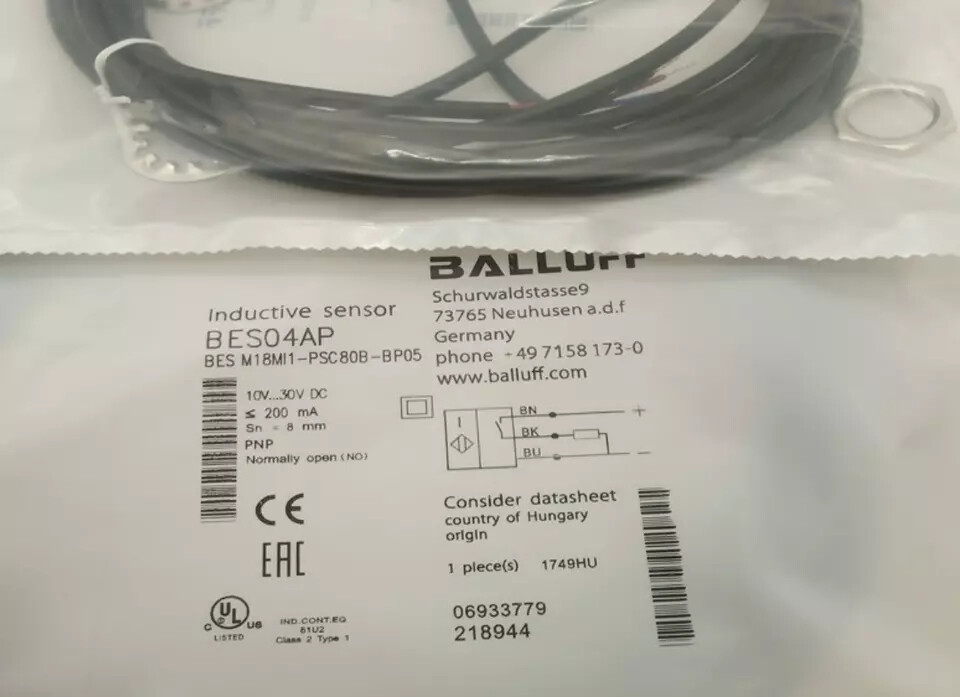 BALLUFF
Schurwaldstasse9
73765 Neuhusen a.d.f
Germany
phone +49 7158 173-0
www.balluff.com
Inductive sensor
BES04AP
BES M18MI1-PSC80B-BP05
10V...30V DC
≤ 200 mA
Sn = 8 mm
PNP
Normally open (NO)
BN
+
BK
BU
−
CE
EAC
Consider datasheet
country of Hungary
origin
1 piece(s) 1749HU
06933779
218944
C UL US
LISTED
IND.CONT.EQ
81U2
Class 2 Type 1